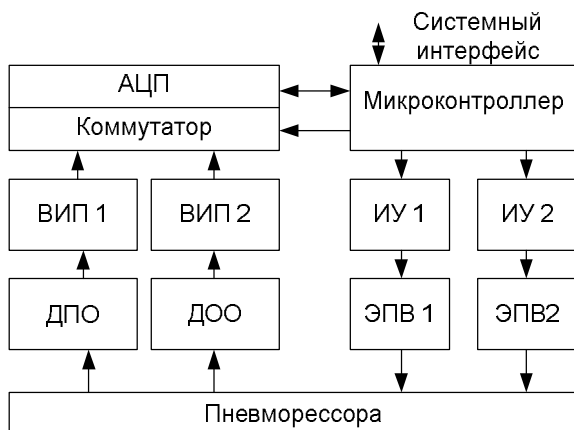 Системный
интерфейс
АЦП
Микроконтроллер
Коммутатор
ВИП 1
ВИП 2
ИУ 1
ИУ 2
ДПО
ДОО
ЭПВ 1
ЭПВ2
Пневморессора